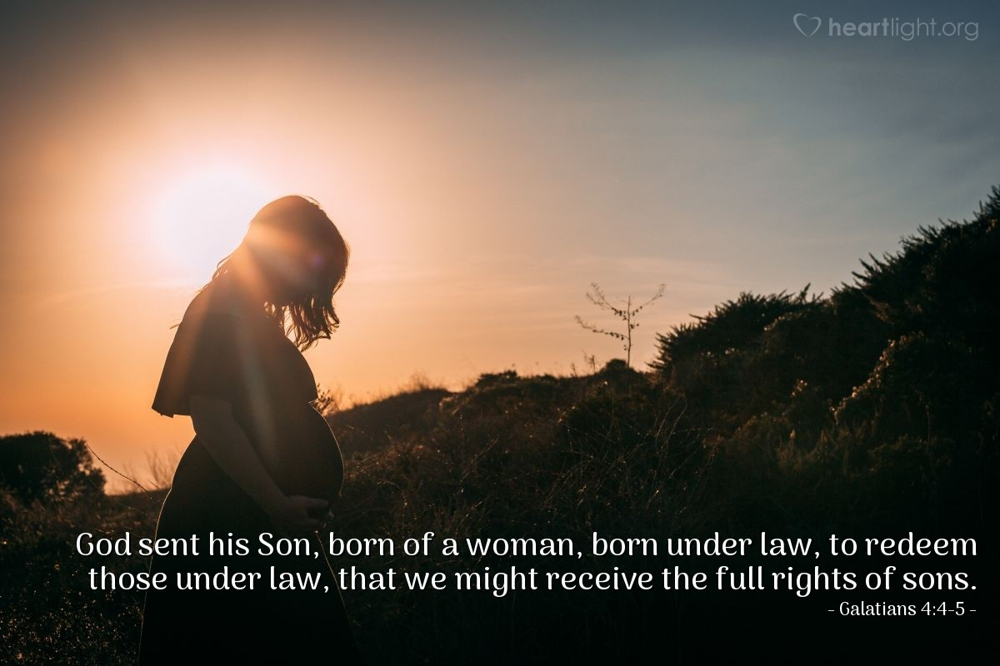 heartlight.org
God sent his Son, born of a woman, born under law, to redeem
those under law, that we might receive the full rights of sons.
- Galatians 4:4-5 -